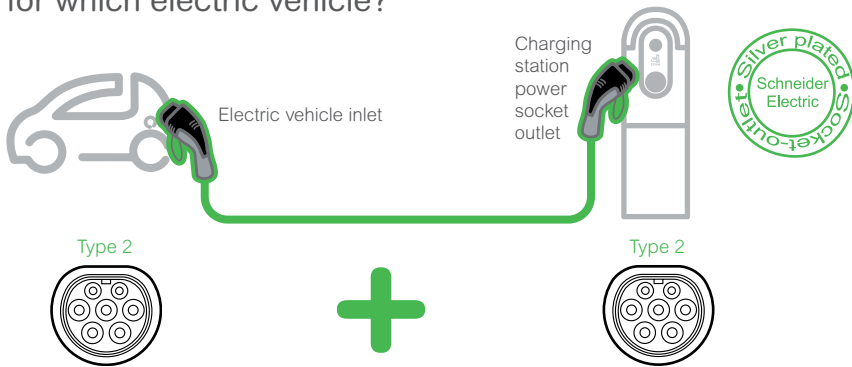 for which electric vehicle?
Charging
station
power
socket
outlet
Electric vehicle inlet
• Silver plated •
Socket-outlet
Schneider
Electric
Type 2
Type 2